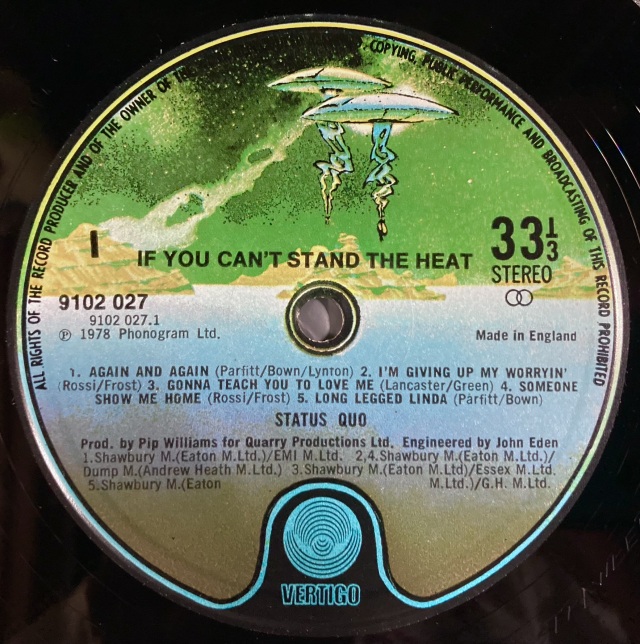 ALL RIGHTS OF THE RECORD PRODUCER AND OF THE OWNER OF THE
COPYING, PUBLIC PERFORMANCE AND BROADCASTING OF THIS RECORD PROHIBITED
1
IF YOU CAN'T STAND THE HEAT
33⅓
STEREO
9102 027
9102 027.1
℗ 1978 Phonogram Ltd.
Made in England
1. AGAIN AND AGAIN (Parfitt/Bown/Lynton) 2. I'M GIVING UP MY WORRYIN'
(Rossi/Frost) 3. GONNA TEACH YOU TO LOVE ME (Lancaster/Green) 4. SOMEONE
SHOW ME HOME (Rossi/Frost) 5. LONG LEGGED LINDA (Parfitt/Bown)
STATUS QUO
Prod. by Pip Williams for Quarry Productions Ltd, Engineered by John Eden
1.Shawbury M.(Eaton M.Ltd.)/EMI M.Ltd. 2,4.Shawbury M.(Eaton M.Ltd.)/
Dump M.(Andrew Heath M.Ltd.) 3.Shawbury M.(Eaton M.Ltd)/Essex M.Ltd.
5.Shawbury M.(Eaton M.Ltd.)/G.H. M.Ltd.
VERTIGO